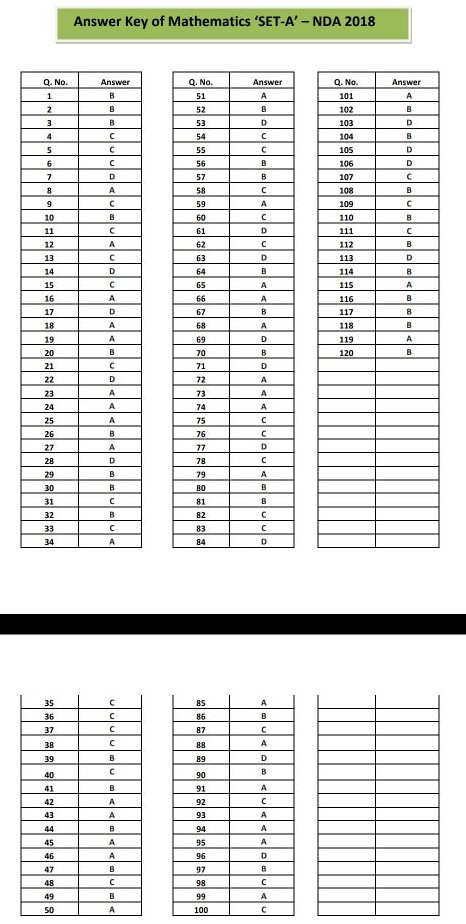 Answer Key of Mathematics ‘SET-A’ – NDA 2018
Q. No. Answer Q. No. Answer Q. No. Answer
1 B 51 A 101 A
2 B 52 B 102 B
3 B 53 D 103 D
4 C 54 C 104 B
5 C 55 C 105 D
6 C 56 B 106 D
7 D 57 B 107 C
8 A 58 C 108 B
9 C 59 A 109 C
10 B 60 C 110 B
11 C 61 D 111 C
12 A 62 C 112 B
13 C 63 D 113 D
14 D 64 B 114 B
15 C 65 A 115 A
16 A 66 A 116 B
17 D 67 B 117 B
18 A 68 A 118 B
19 A 69 D 119 A
20 B 70 B 120 B
21 C 71 D
22 D 72 A
23 A 73 A
24 A 74 A
25 A 75 C
26 B 76 C
27 A 77 D
28 D 78 C
29 B 79 A
30 B 80 B
31 C 81 B
32 B 82 C
33 C 83 C
34 A 84 D
35 C 85 A
36 C 86 B
37 C 87 C
38 C 88 A
39 B 89 D
40 C 90 B
41 B 91 A
42 A 92 C
43 A 93 A
44 B 94 A
45 A 95 A
46 A 96 D
47 B 97 B
48 C 98 C
49 B 99 A
50 A 100 C